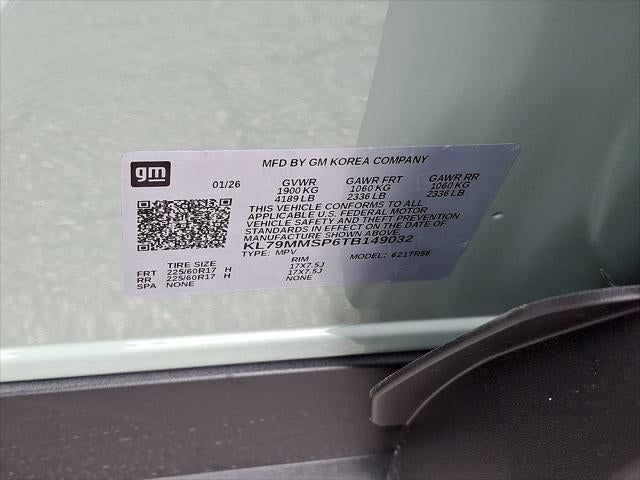 gm
MFD BY GM KOREA COMPANY
01/26 GVWR GAWR FRT GAWR RR
1900 KG 1060 KG 1060 KG
4189 LB 2336 LB 2336 LB
THIS VEHICLE CONFORMS TO ALL
APPLICABLE U.S. FEDERAL MOTOR
VEHICLE SAFETY AND THEFT PREVENTION
STANDARDS IN EFFECT ON THE DATE OF
MANUFACTURE SHOWN ABOVE
KL79MMSP6TB149032
TYPE: MPV MODEL: 621TR56
TIRE SIZE RIM
FRT 225/60R17 H 17X7.5J
RR 225/60R17 H 17X7.5J
SPA NONE NONE